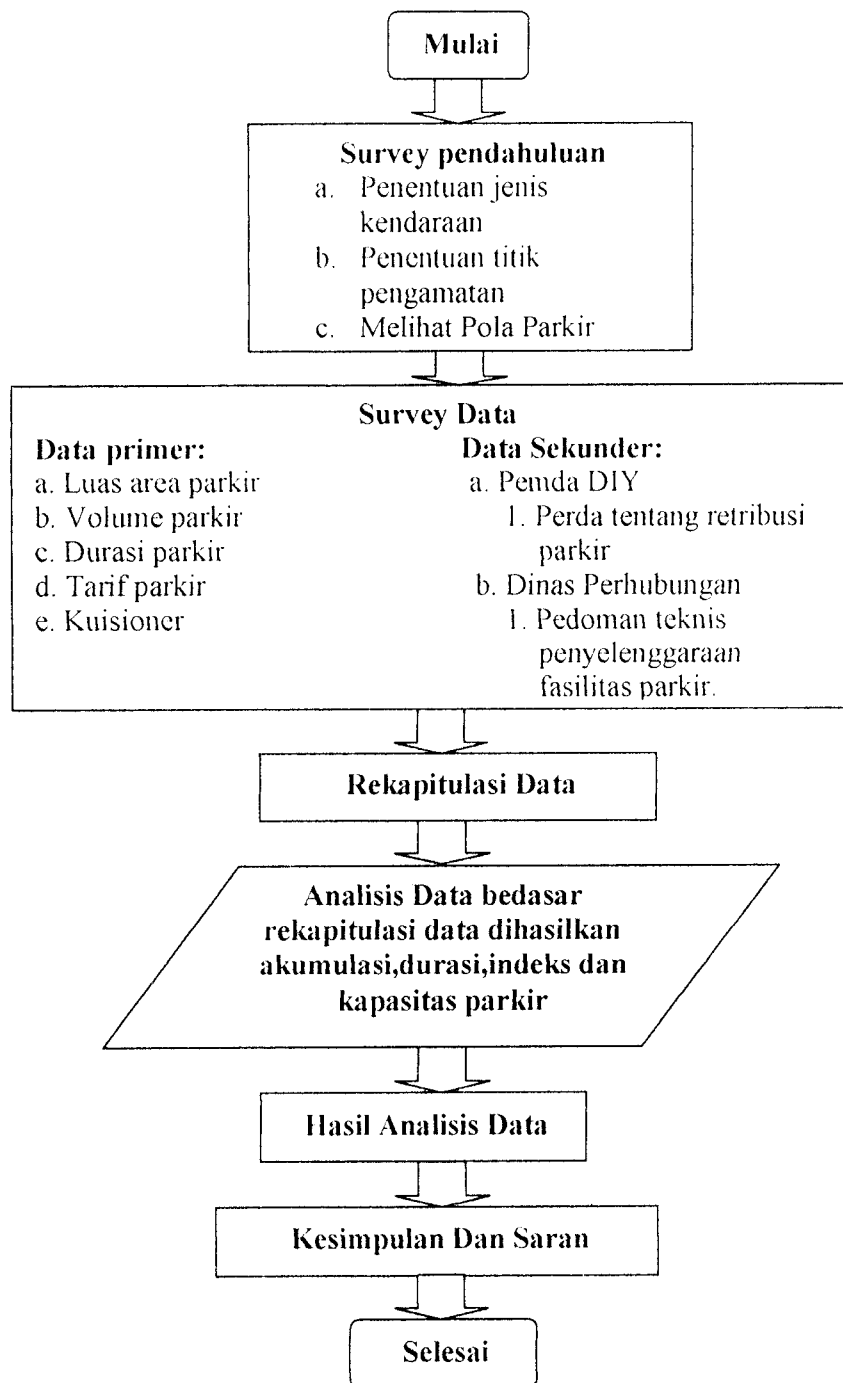 Mulai
Survey pendahuluan
a. Penentuan jenis
kendaraan
b. Penentuan titik
pengamatan
c. Melihat Pola Parkir
Survey Data
Data primer:
a. Luas area parkir
b. Volume parkir
c. Durasi parkir
d. Tarif parkir
e. Kuisioner
Data Sekunder:
a. Pemda DIY
1. Perda tentang retribusi
parkir
b. Dinas Perhubungan
1. Pedoman teknis
penyelenggaraan
fasilitas parkir.
Rekapitulasi Data
Analisis Data bedasar
rekapitulasi data dihasilkan
akumulasi,durasi,indeks dan
kapasitas parkir
Hasil Analisis Data
Kesimpulan Dan Saran
Selesai